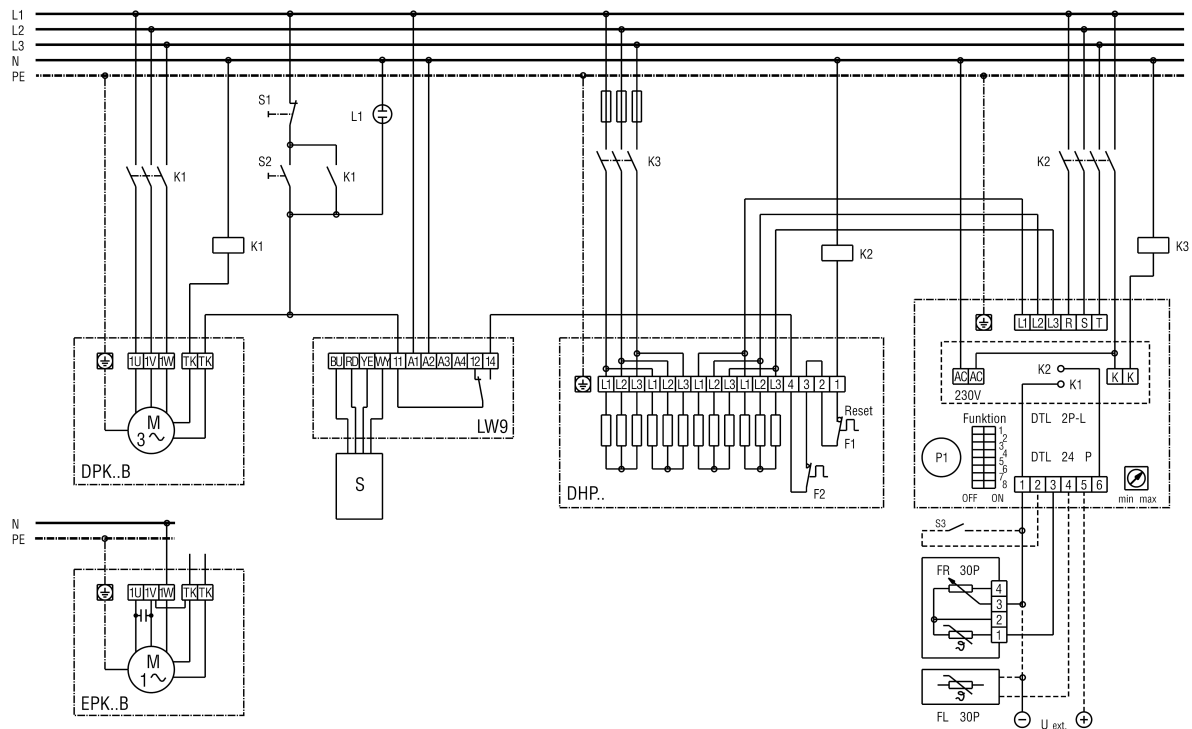 L1
L2
L3
N
PE
S1
L1
S2
K1
K1
K3
K2
K1
K2
K3
1U 1V 1W TK TK
BU RD YE WY 11 A1 A2 A3 A4 12 14
L1 L2 L3 L1 L2 L3 L1 L2 L3 L1 L2 L3 4 3 2 1
L1 L2 L3 R S T
AC AC
230V
K2
K1
K K
M
3~
DPK..B
LW9
S
Reset
F1
F2
DHP..
Funktion
1
2
3
4
5
6
7
8
OFF ON
P1
DTL 2P-L
DTL 24 P
1 2 3 4 5 6
min max
N
PE
1U 1V 1W TK TK
M
1~
EPK..B
S3
FR 30P
4
3
2
1
ϑ
ϑ
FL 30P
− U ext. +